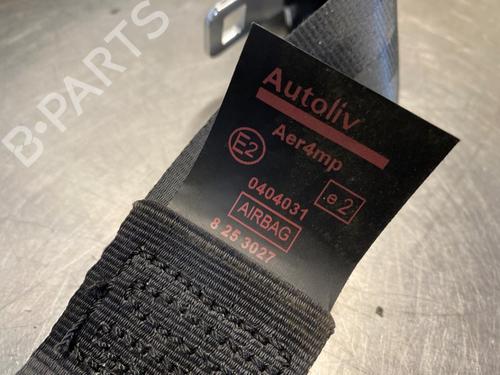 B-PARTS
Autoliv
Aer4mp
E2
.e 2
0404031
AIRBAG
8 25 3027